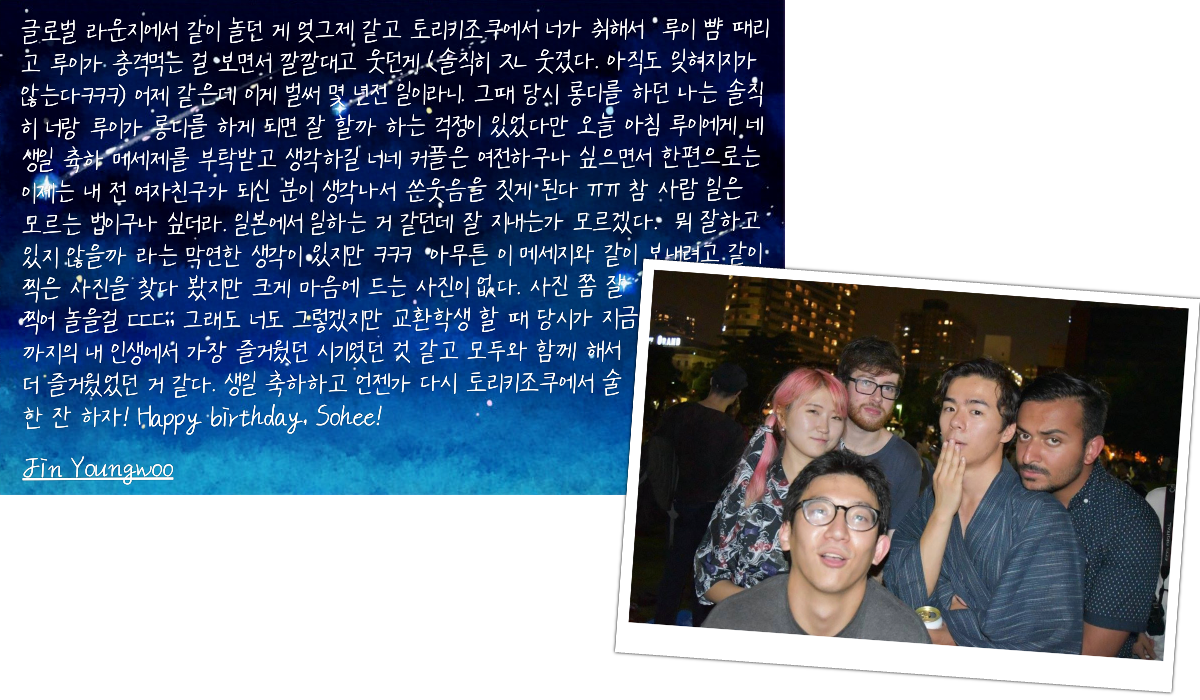 글로벌 라운지에서 같이 놀던 게 엊그제 같고 토리키조쿠에서 너가 취해서 루이 뺨 때리
고 루이가 충격먹는 걸 보면서 깔깔대고 웃던게 (솔직히 ㅈㄴ 웃겼다. 아직도 잊혀지지가
않는다ㅋㅋㅋ) 어제 같은데 이게 벌써 몇 년전 일이라니. 그때 당시 롱디를 하던 나는 솔직
히 너랑 루이가 롱디를 하게 되면 잘 할까 하는 걱정이 있었다만 오늘 아침 루이에게 네
생일 축하 메세제를 부탁받고 생각하길 너네 커플은 여전하구나 싶으면서 한편으로는
이제는 내 전 여자친구가 되신 분이 생각나서 쓴웃음을 짓게 된다 ㅠㅠ 참 사람 일은
모르는 법이구나 싶더라. 일본에서 일하는 거 같던데 잘 지내는가 모르겠다. 뭐 잘하고
있지 않을까 라는 막연한 생각이 있지만 ㅋㅋㅋ 아무튼 이 메세지와 같이 보내려고 같이
찍은 사진을 찾다 봤지만 크게 마음에 드는 사진이 없다. 사진 쫌 잘
찍어 놀을걸 ㄷㄷㄷ;; 그래도 너도 그렇겠지만 교환학생 할 때 당시가 지금
까지의 내 인생에서 가장 즐거웠던 시기였던 것 같고 모두와 함께 해서
더 즐거웠었던 거 같다. 생일 축하하고 언젠가 다시 토리키조쿠에서 술
한 잔 하자! Happy birthday, Sohee!
Jin Youngwoo